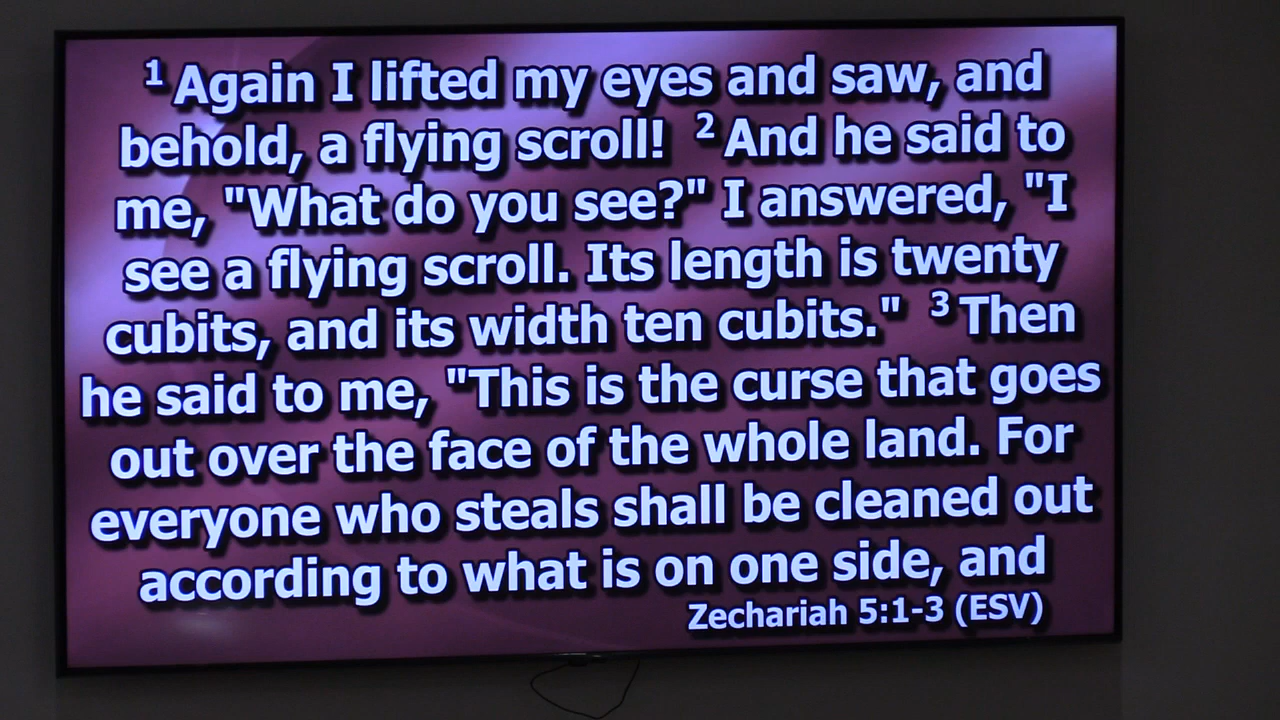 1 Again I lifted my eyes and saw, and
behold, a flying scroll! 2 And he said to
me, "What do you see?" I answered, "I
see a flying scroll. Its length is twenty
cubits, and its width ten cubits." 3 Then
he said to me, "This is the curse that goes
out over the face of the whole land. For
everyone who steals shall be cleaned out
according to what is on one side, and
Zechariah 5:1-3 (ESV)